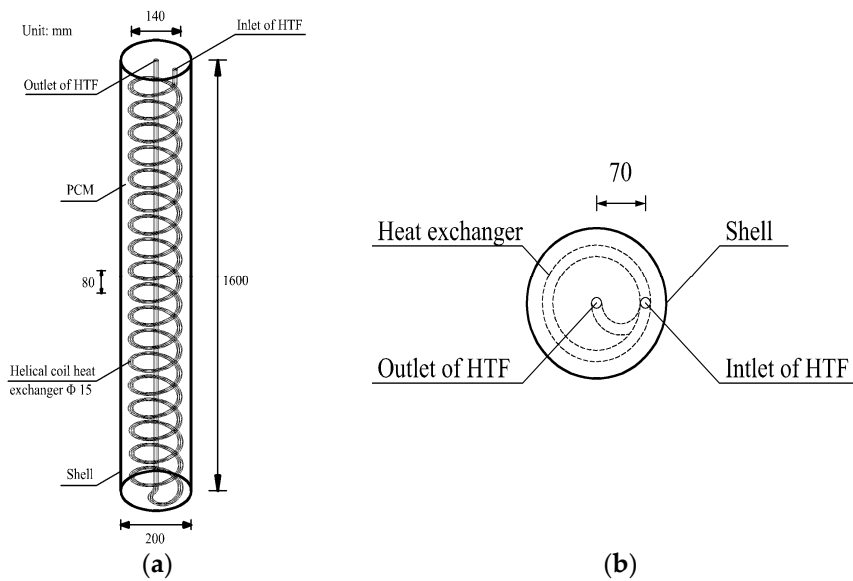 Unit: mm
140
Inlet of HTF
Outlet of HTF
PCM
80
1600
Helical coil heat
exchanger Φ 15
Shell
200
(a)
70
Heat exchanger
Shell
Outlet of HTF
Intlet of HTF
(b)